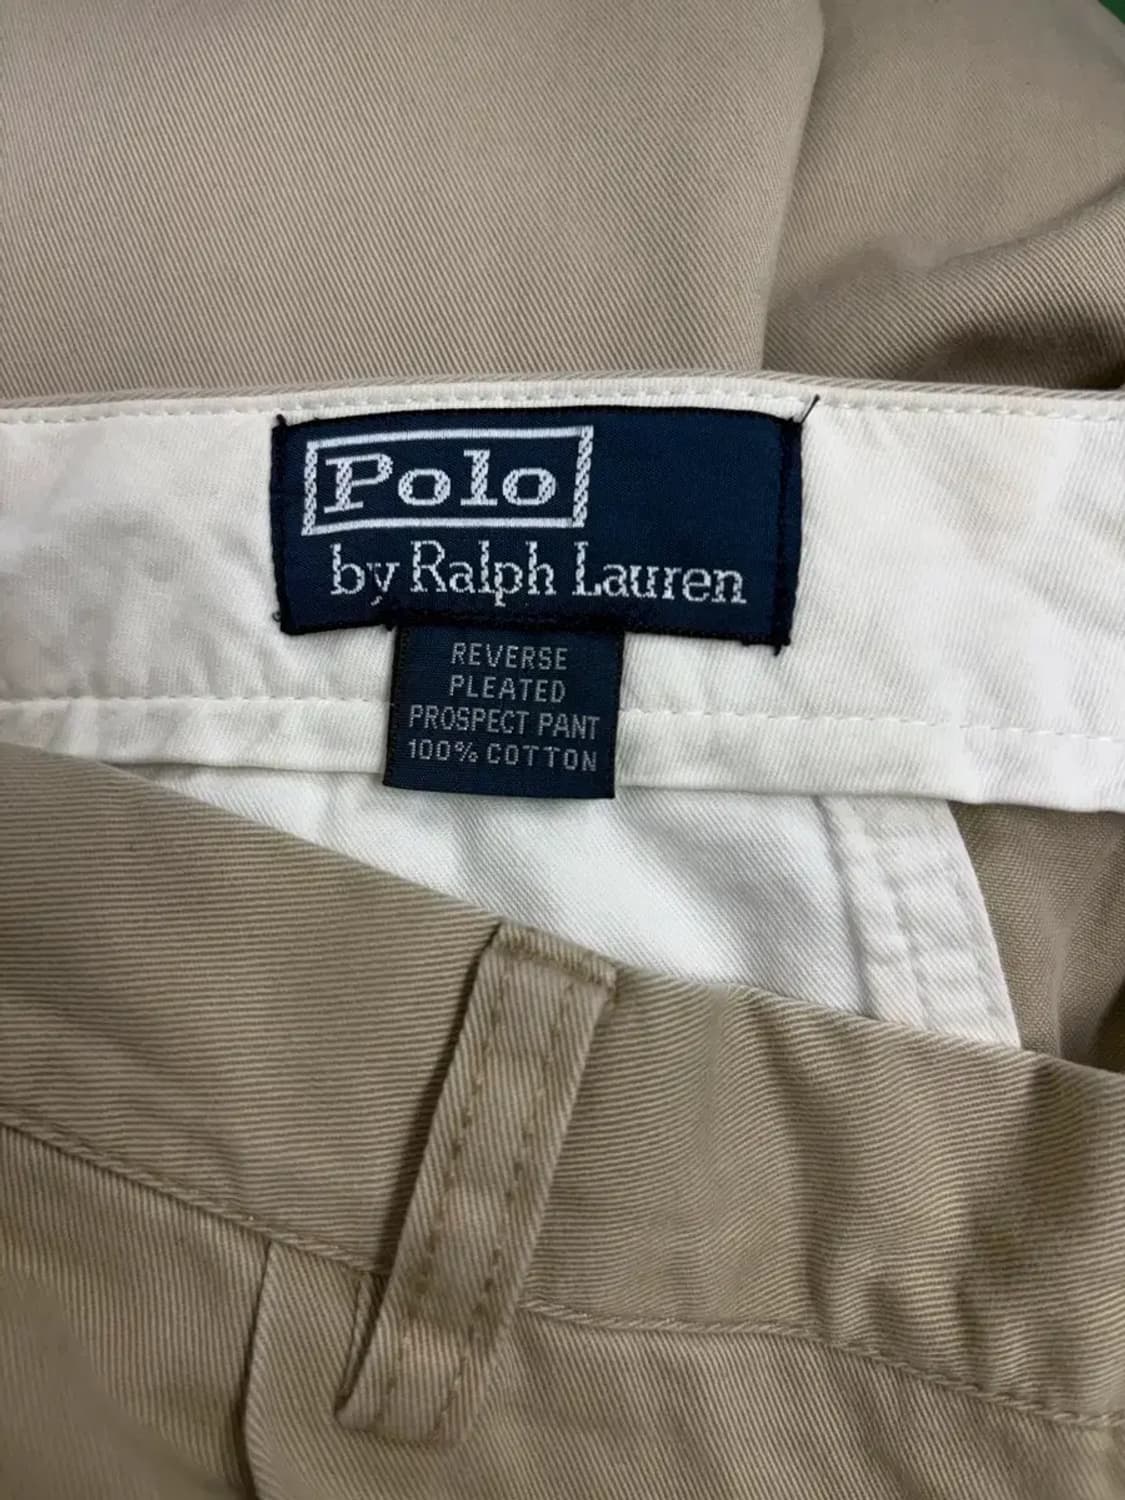 Polo
by Ralph Lauren
REVERSE
PLEATED
PROSPECT PANT
100% COTTON